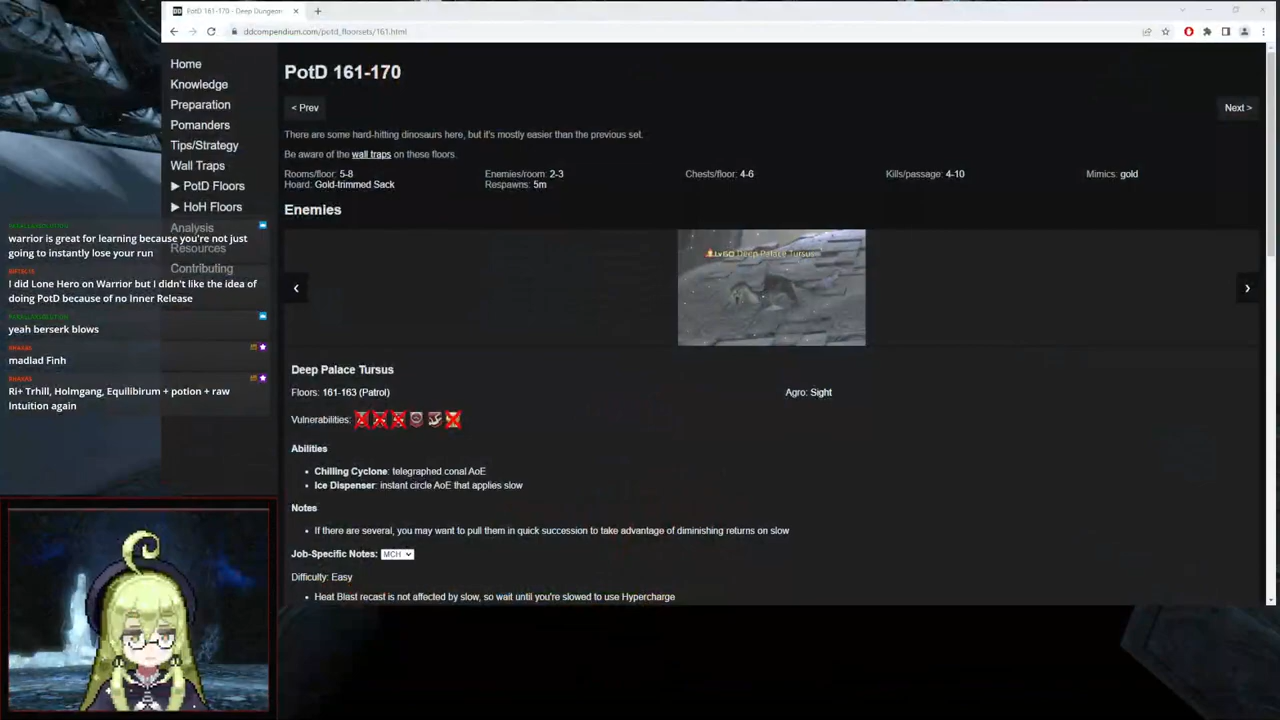 PotD 161-170 - Deep Dungeon
ddcompendium.com/potd_floorsets/161.html
Home
Knowledge
Preparation
Pomanders
Tips/Strategy
Wall Traps
▶ PotD Floors
▶ HoH Floors
Analysis
Resources
Contributing
PotD 161-170
< Prev
Next >
There are some hard-hitting dinosaurs here, but it's mostly easier than the previous set.
Be aware of the wall traps on these floors.
Rooms/floor: 5-8
Enemies/room: 2-3
Chests/floor: 4-6
Kills/passage: 4-10
Mimics: gold
Hoard: Gold-trimmed Sack
Respawns: 5m
Enemies
Lv60 Deep Palace Tursus
Deep Palace Tursus
Floors: 161-163 (Patrol)
Agro: Sight
Vulnerabilities:
Abilities
• Chilling Cyclone: telegraphed conal AoE
• Ice Dispenser: instant circle AoE that applies slow
Notes
• If there are several, you may want to pull them in quick succession to take advantage of diminishing returns on slow
Job-Specific Notes: MCH
Difficulty: Easy
• Heat Blast recast is not affected by slow, so wait until you're slowed to use Hypercharge
warrior is great for learning because you're not just
going to instantly lose your run
I did Lone Hero on Warrior but I didn't like the idea of
doing PotD because of no Inner Release
yeah berserk blows
madlad Finh
Ri+ Trhill, Holmgang, Equilibirum + potion + raw
Intuition again